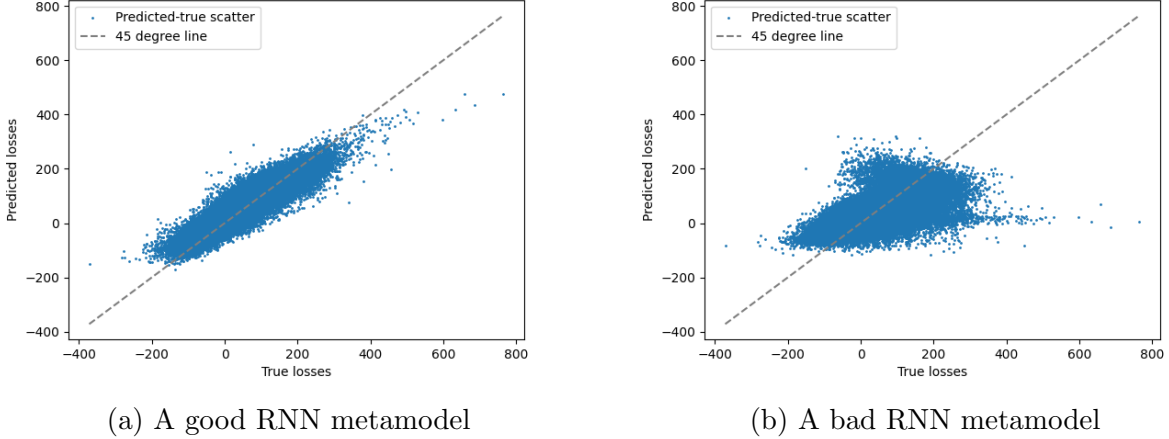 Predicted-true scatter
45 degree line
800
600
400
200
0
−200
−400
Predicted losses
−400
−200
0
200
400
600
800
True losses
(a) A good RNN metamodel
Predicted-true scatter
45 degree line
800
600
400
200
0
−200
−400
Predicted losses
−400
−200
0
200
400
600
800
True losses
(b) A bad RNN metamodel